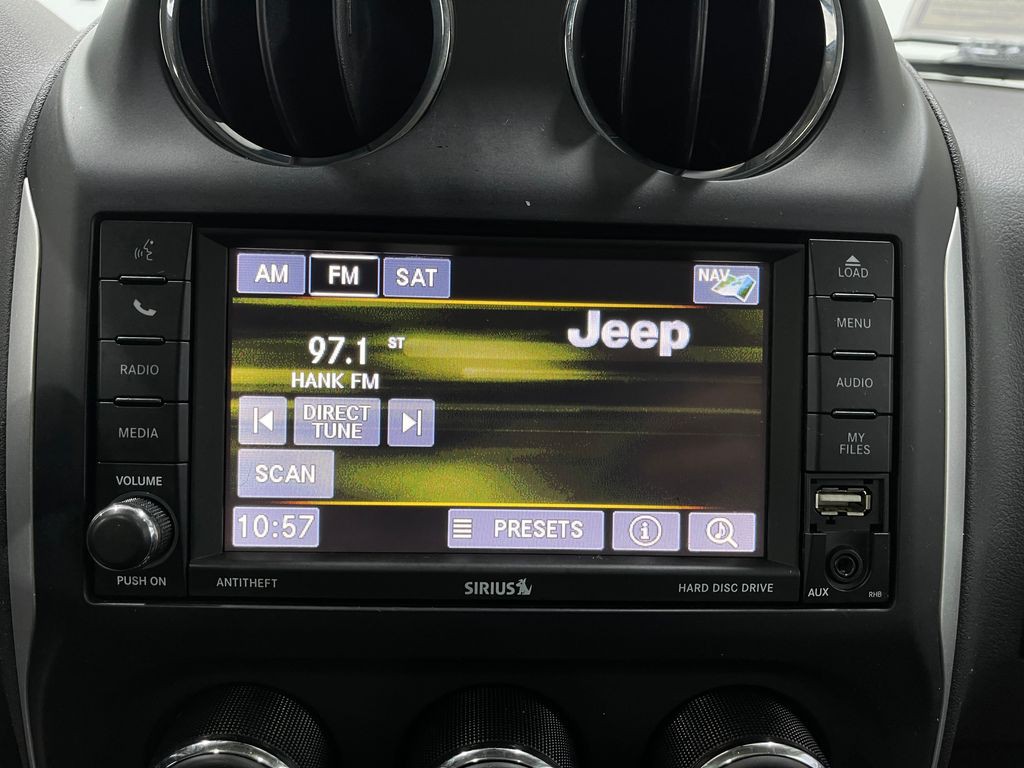 AM FM SAT NAV
Jeep
97.1 ST
HANK FM
DIRECT
TUNE
SCAN
10:57 PRESETS
RADIO
MEDIA
VOLUME
PUSH ON
LOAD
MENU
AUDIO
MY
FILES
AUX RHB
ANTITHEFT SIRIUS HARD DISC DRIVE